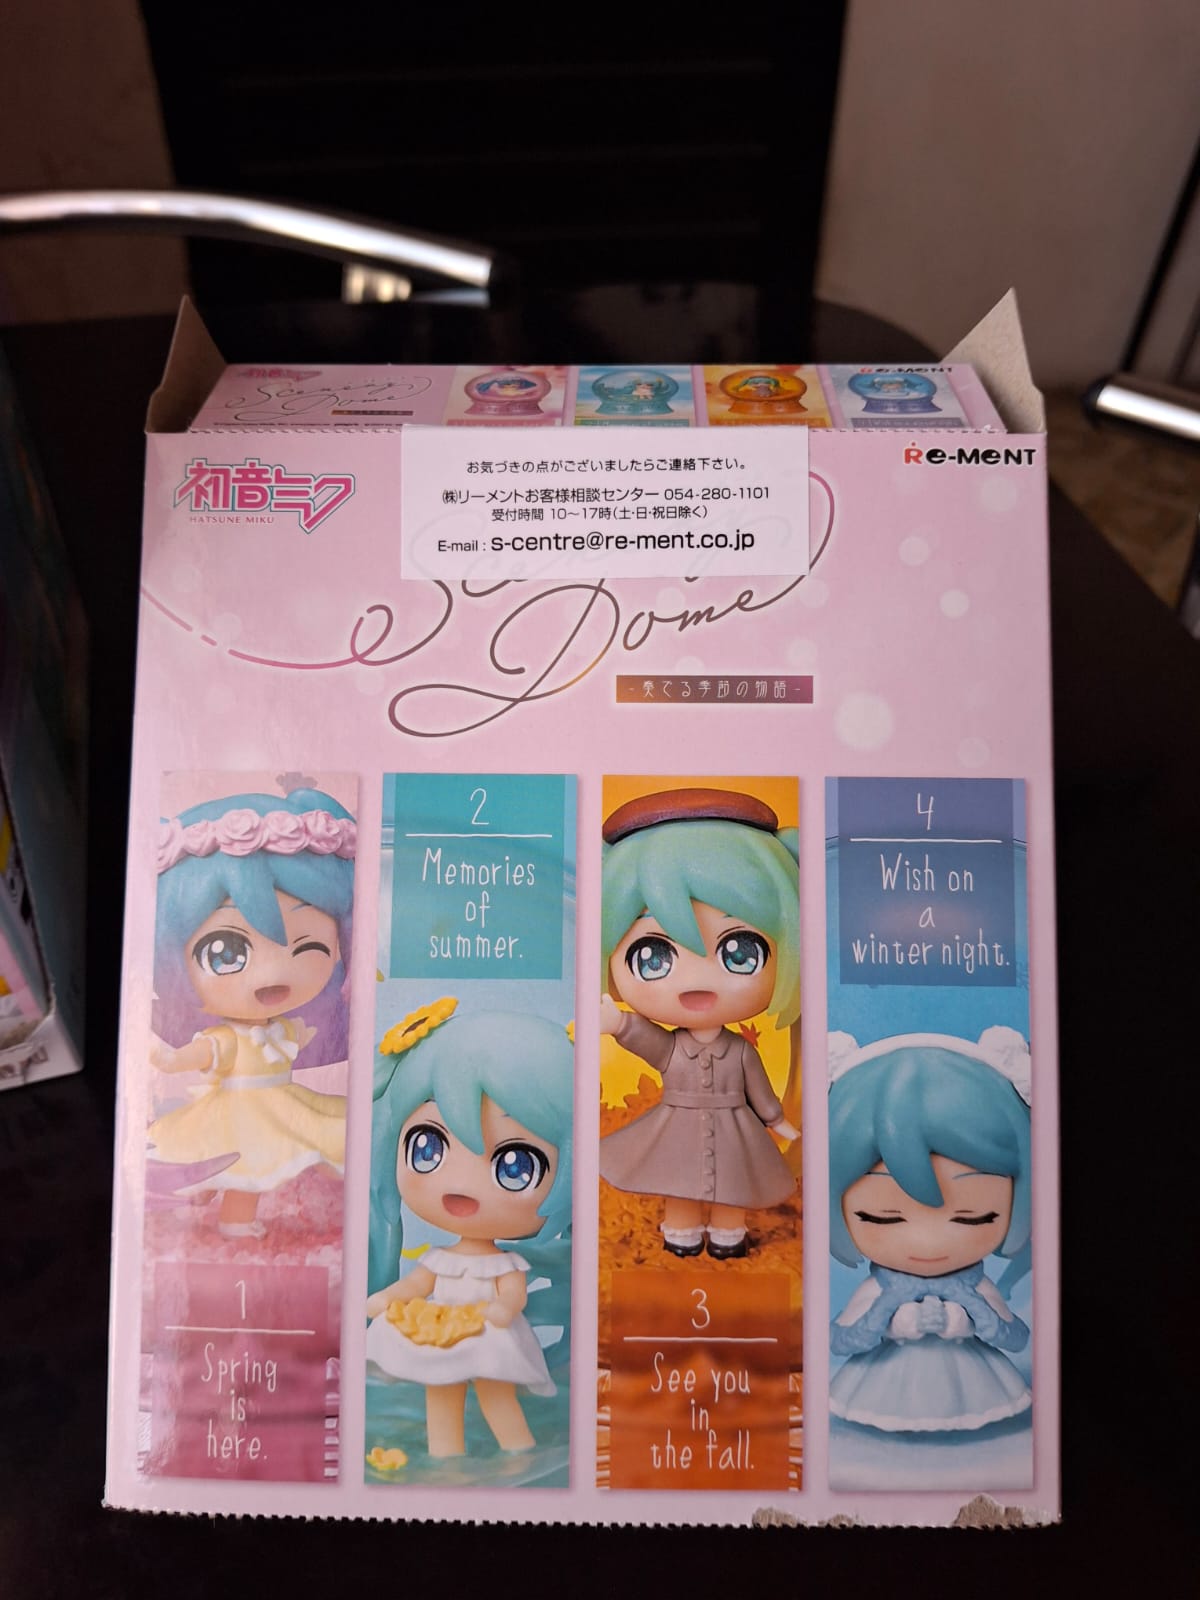 Scenery
Dome
Re-MeNT
初音ミク
HATSUNE MIKU
Re-MeNT
お気づきの点がございましたらご連絡下さい。
㈱リーメントお客様相談センター 054-280-1101
受付時間 10～17時(土・日・祝日除く)
E-mail : s-centre@re-ment.co.jp
Dome
-奏でる季節の物語-
1
Spring
is
here.
2
Memories
of
summer.
3
See you
in
the fall.
4
Wish on
a
winter night.